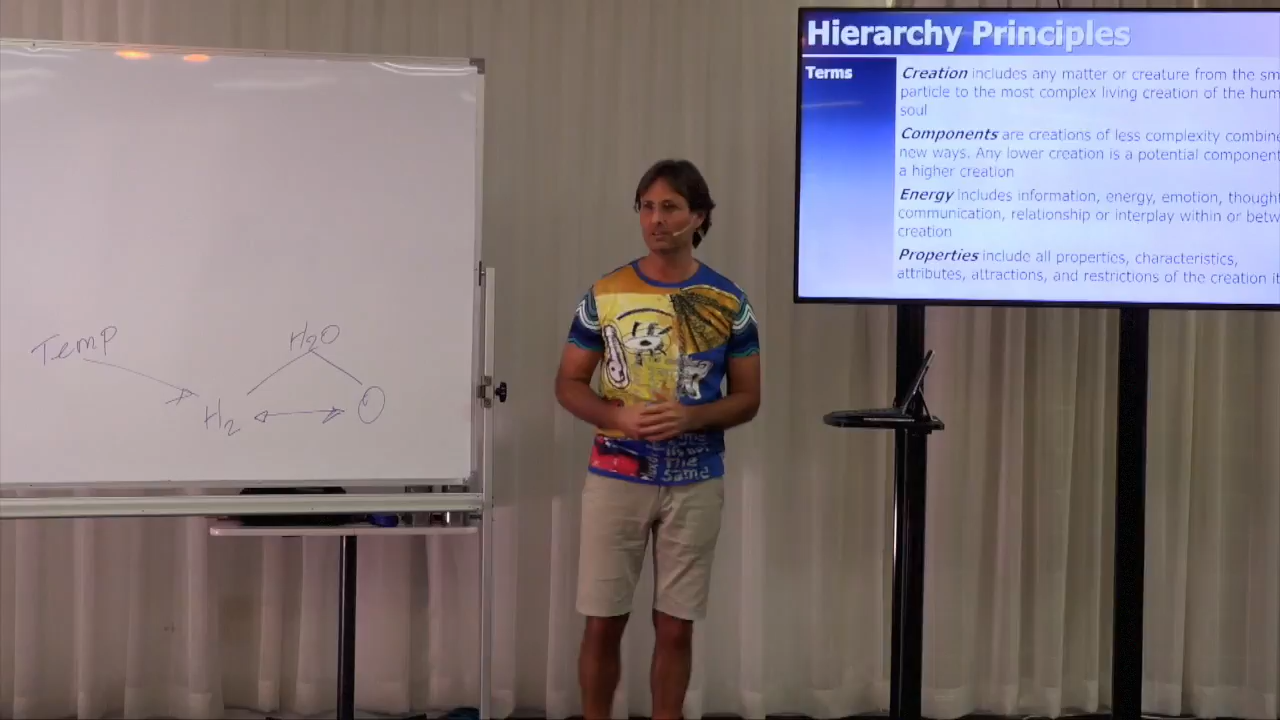 Hierarchy Principles
Terms
Creation includes any matter or creature from the sm
particle to the most complex living creation of the hum
soul
Components are creations of less complexity combine
new ways. Any lower creation is a potential component
a higher creation
Energy includes information, energy, emotion, thought
communication, relationship or interplay within or betw
creation
Properties include all properties, characteristics,
attributes, attractions, and restrictions of the creation it
Temp
H2O
H2
O
the
same